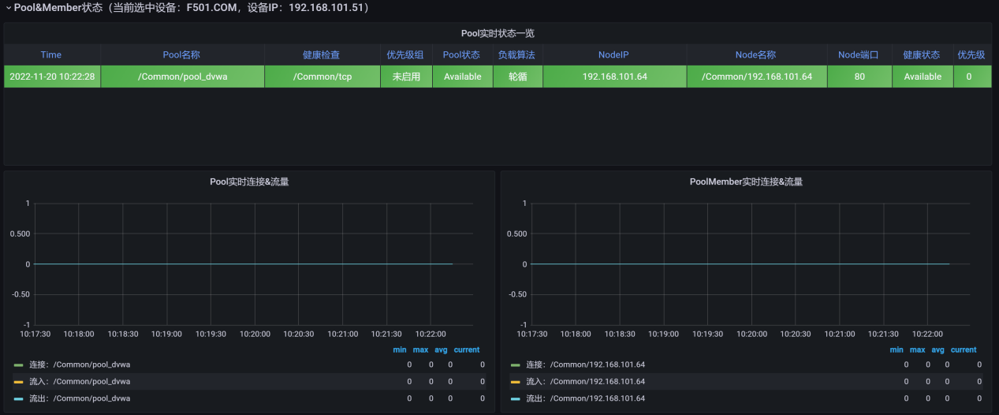 Pool&Member状态（当前选中设备：F501.COM，设备IP：192.168.101.51）
Pool实时状态一览
Time Pool名称 健康检查 优先级组 Pool状态 负载算法 NodeIP Node名称 Node端口 健康状态 优先级
2022-11-20 10:22:28 /Common/pool_dvwa /Common/tcp 未启用 Available 轮循 192.168.101.64 /Common/192.168.101.64 80 Available 0
Pool实时连接&流量
1
0.500
0
-0.50
-1
10:17:30 10:18:00 10:18:30 10:19:00 10:19:30 10:20:00 10:20:30 10:21:00 10:21:30 10:22:00
min max avg current
连接：/Common/pool_dvwa 0 0 0 0
流入：/Common/pool_dvwa 0 0 0 0
流出：/Common/pool_dvwa 0 0 0 0
PoolMember实时连接&流量
1
0.500
0
-0.50
-1
10:17:30 10:18:00 10:18:30 10:19:00 10:19:30 10:20:00 10:20:30 10:21:00 10:21:30 10:22:00
min max avg current
连接：/Common/192.168.101.64 0 0 0 0
流入：/Common/192.168.101.64 0 0 0 0
流出：/Common/192.168.101.64 0 0 0 0